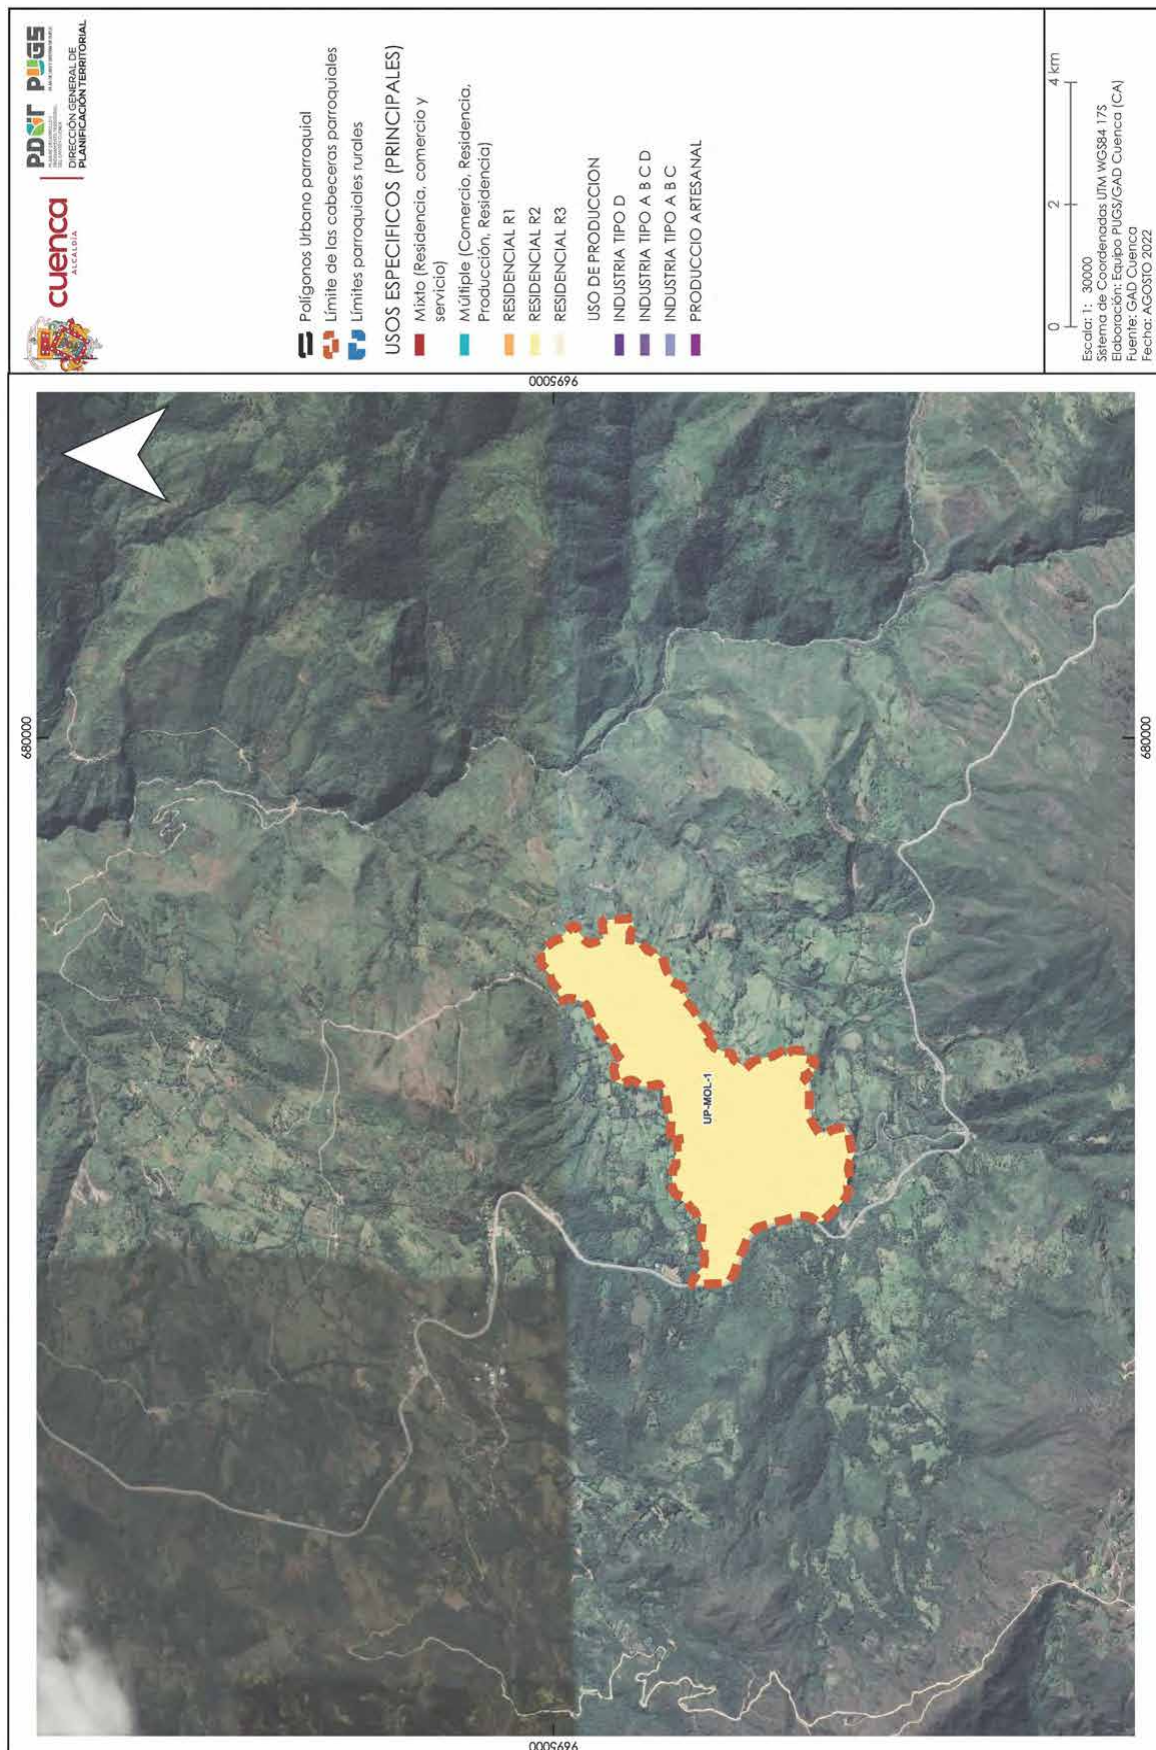 cuenca
ALCALDÍA
PDOT PUGS
DIRECCIÓN GENERAL DE
PLANIFICACIÓN TERRITORIAL
Polígonos Urbano parroquial
Límite de las cabeceras parroquiales
Límites parroquiales rurales
USOS ESPECIFICOS (PRINCIPALES)
Mixto (Residencia, comercio y
servicio)
Múltiple (Comercio, Residencia,
Producción, Residencia)
RESIDENCIAL R1
RESIDENCIAL R2
RESIDENCIAL R3
USO DE PRODUCCION
INDUSTRIA TIPO D
INDUSTRIA TIPO A B C D
INDUSTRIA TIPO A B C
PRODUCCIO ARTESANAL
0 2 4 km
Escala: 1: 30000
Sistema de Coordenadas UTM WGS84 17S
Elaboración: Equipo PUGS/GAD Cuenca (CA)
Fuente: GAD Cuenca
Fecha: AGOSTO 2022
680000
9695000
UP-MOL-1
9695000
680000